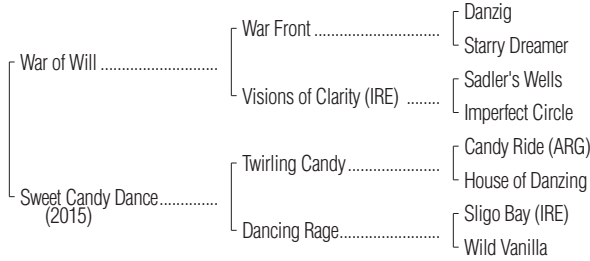 Danzig
War Front ..............................
Starry Dreamer
War of Will ...........................
Sadler's Wells
Visions of Clarity (IRE) ........
Imperfect Circle
Candy Ride (ARG)
Twirling Candy......................
House of Danzing
Sweet Candy Dance..............
(2015)
Sligo Bay (IRE)
Dancing Rage........................
Wild Vanilla